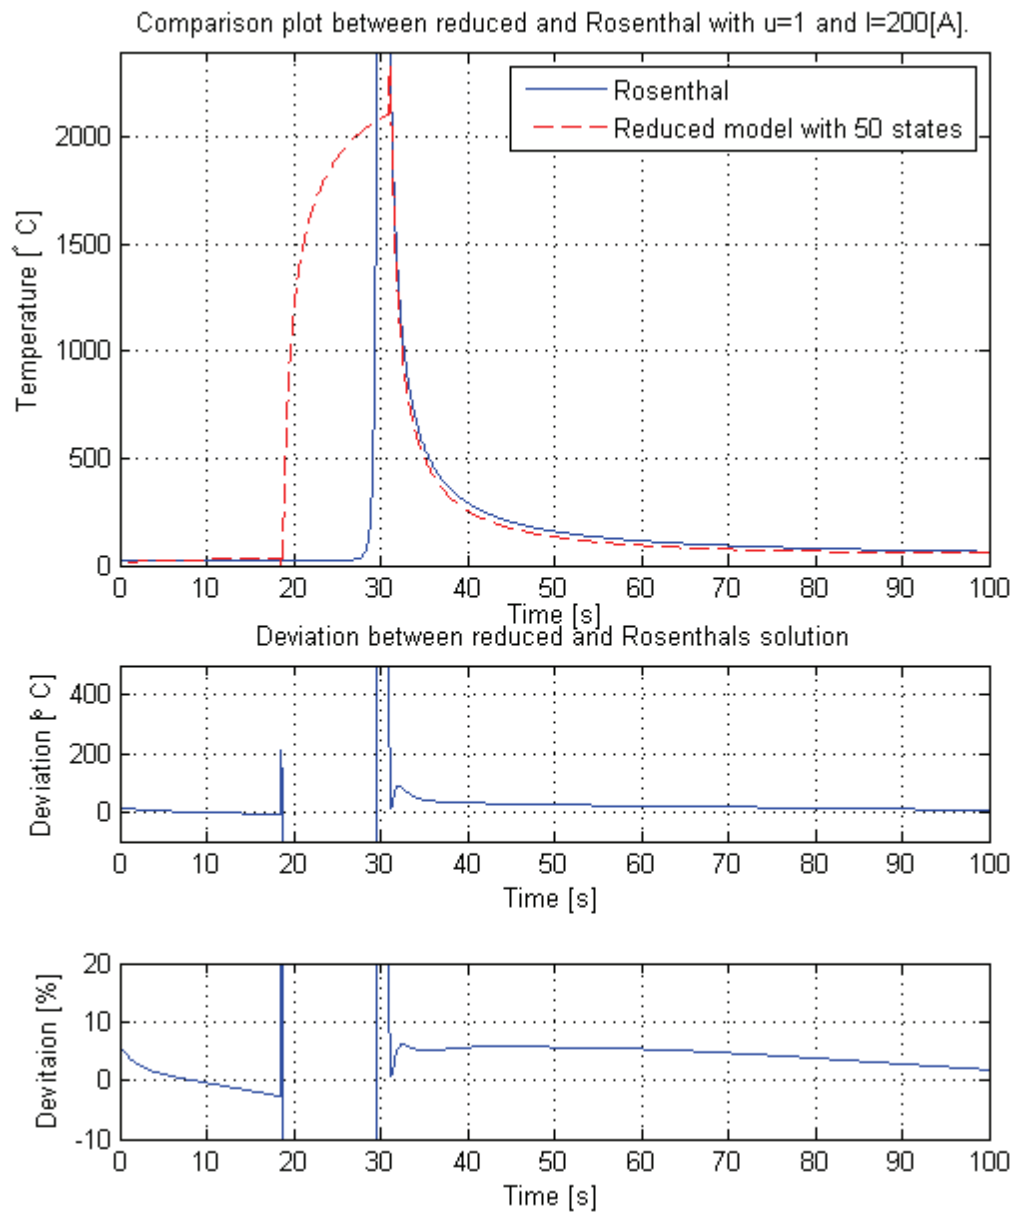 Comparison plot between reduced and Rosenthal with u=1 and I=200[A].
Rosenthal
Reduced model with 50 states
Temperature [° C]
2000
1500
1000
500
0
0 10 20 30 40 50 60 70 80 90 100
Time [s]
Deviation between reduced and Rosenthals solution
Deviation [° C]
400
200
0
0 10 20 30 40 50 60 70 80 90 100
Time [s]
Devitaion [%]
20
10
0
-10
0 10 20 30 40 50 60 70 80 90 100
Time [s]